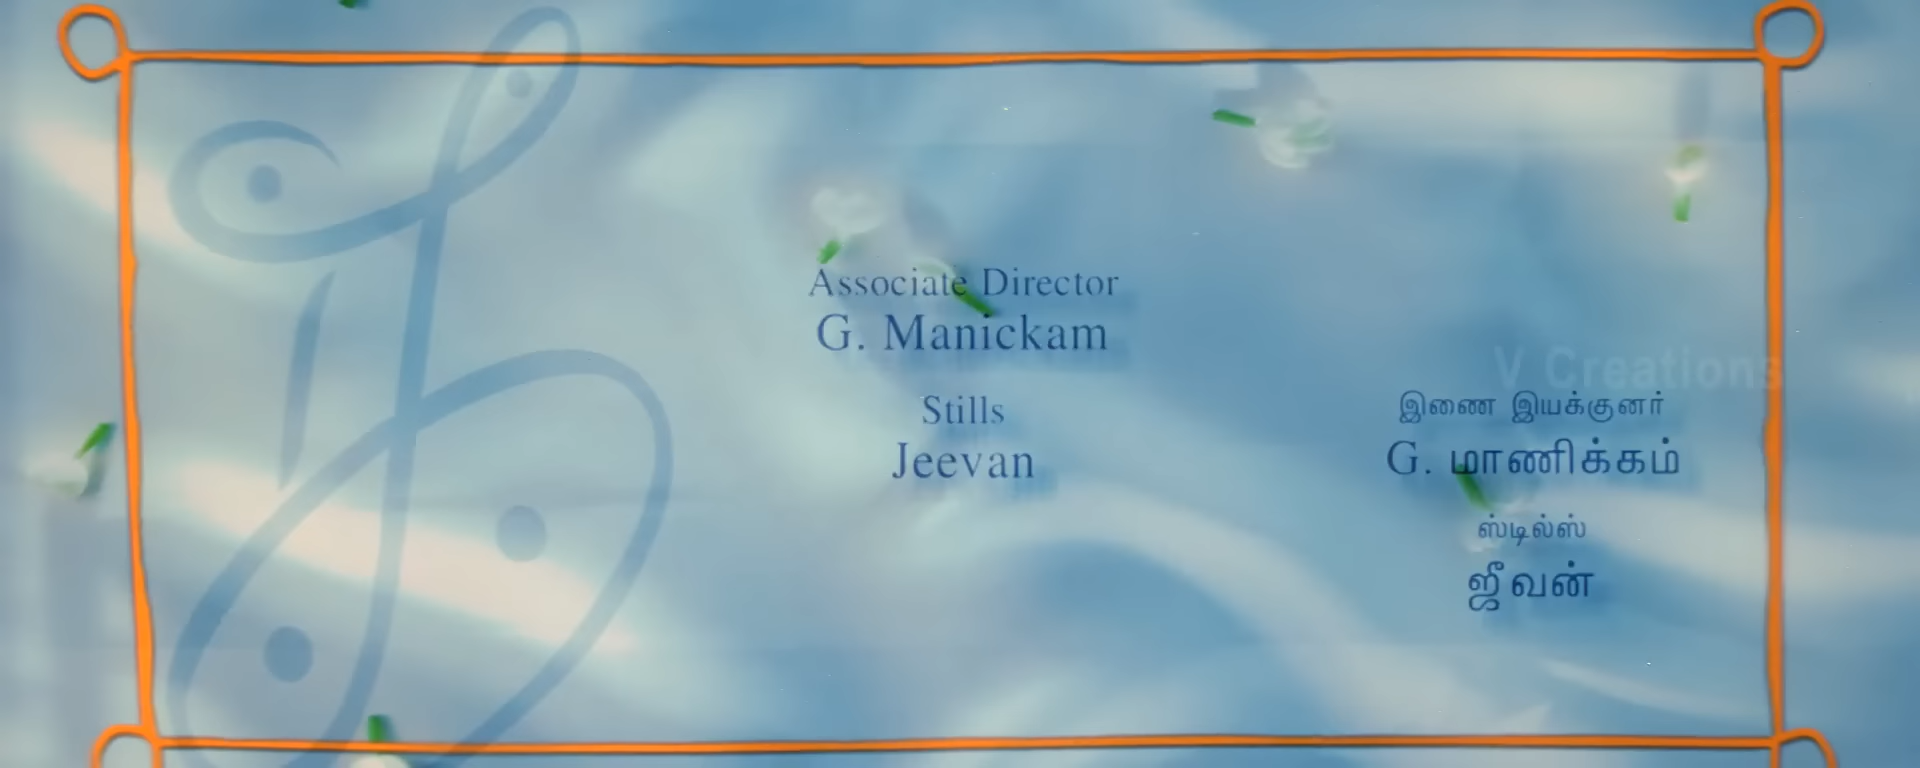 Associate Director
G. Manickam
Stills
Jeevan
V Creations
இணை இயக்குனர்
G. மாணிக்கம்
ஸ்டில்ஸ்
ஜீவன்